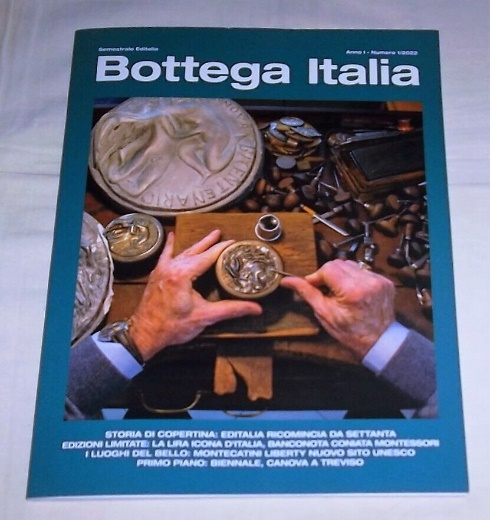 Semestrale Editalia
Anno I - Numero 1/2022
Bottega Italia
STORIA DI COPERTINA: EDITALIA RICOMINCIA DA SETTANTA
EDIZIONI LIMITATE: LA LIRA ICONA D'ITALIA, BANCONOTA CONIATA MONTESSORI
I LUOGHI DEL BELLO: MONTECATINI LIBERTY NUOVO SITO UNESCO
PRIMO PIANO: BIENNALE, CANOVA A TREVISO